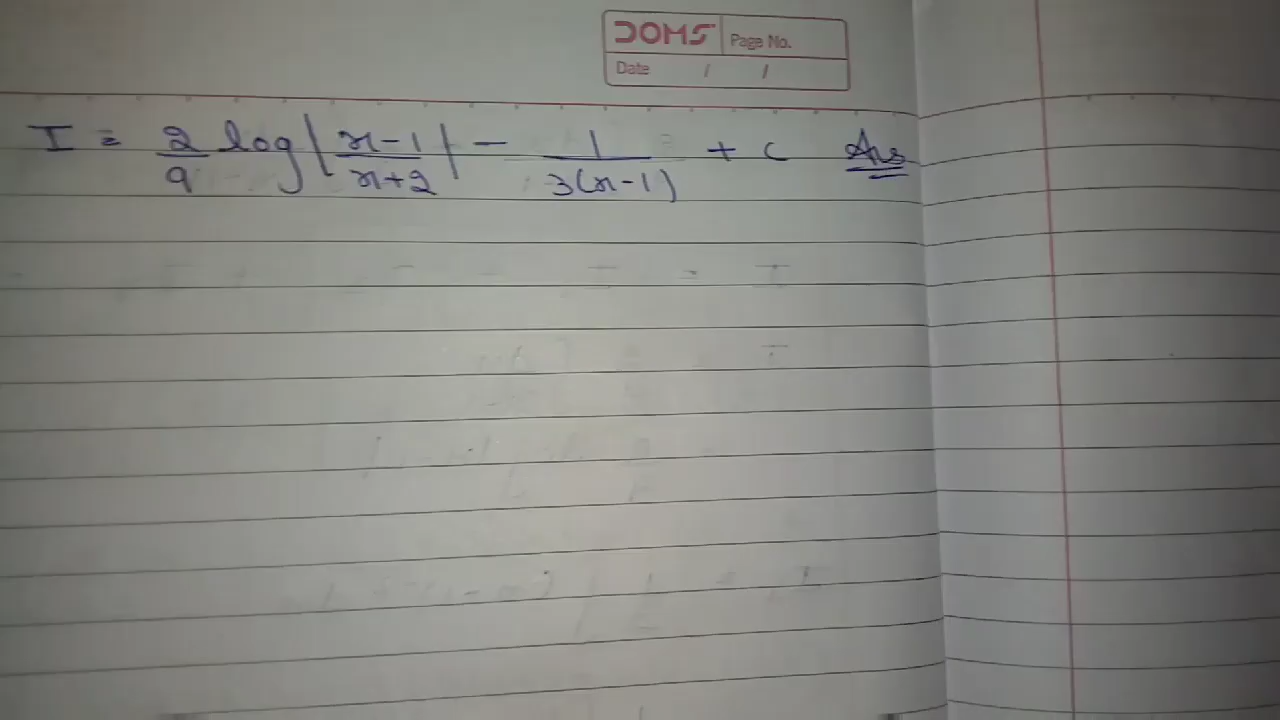 DOMS Page No.
Date / /
I = 2/9 log |x-1/x+2| - 1/3(x-1) + c Ans